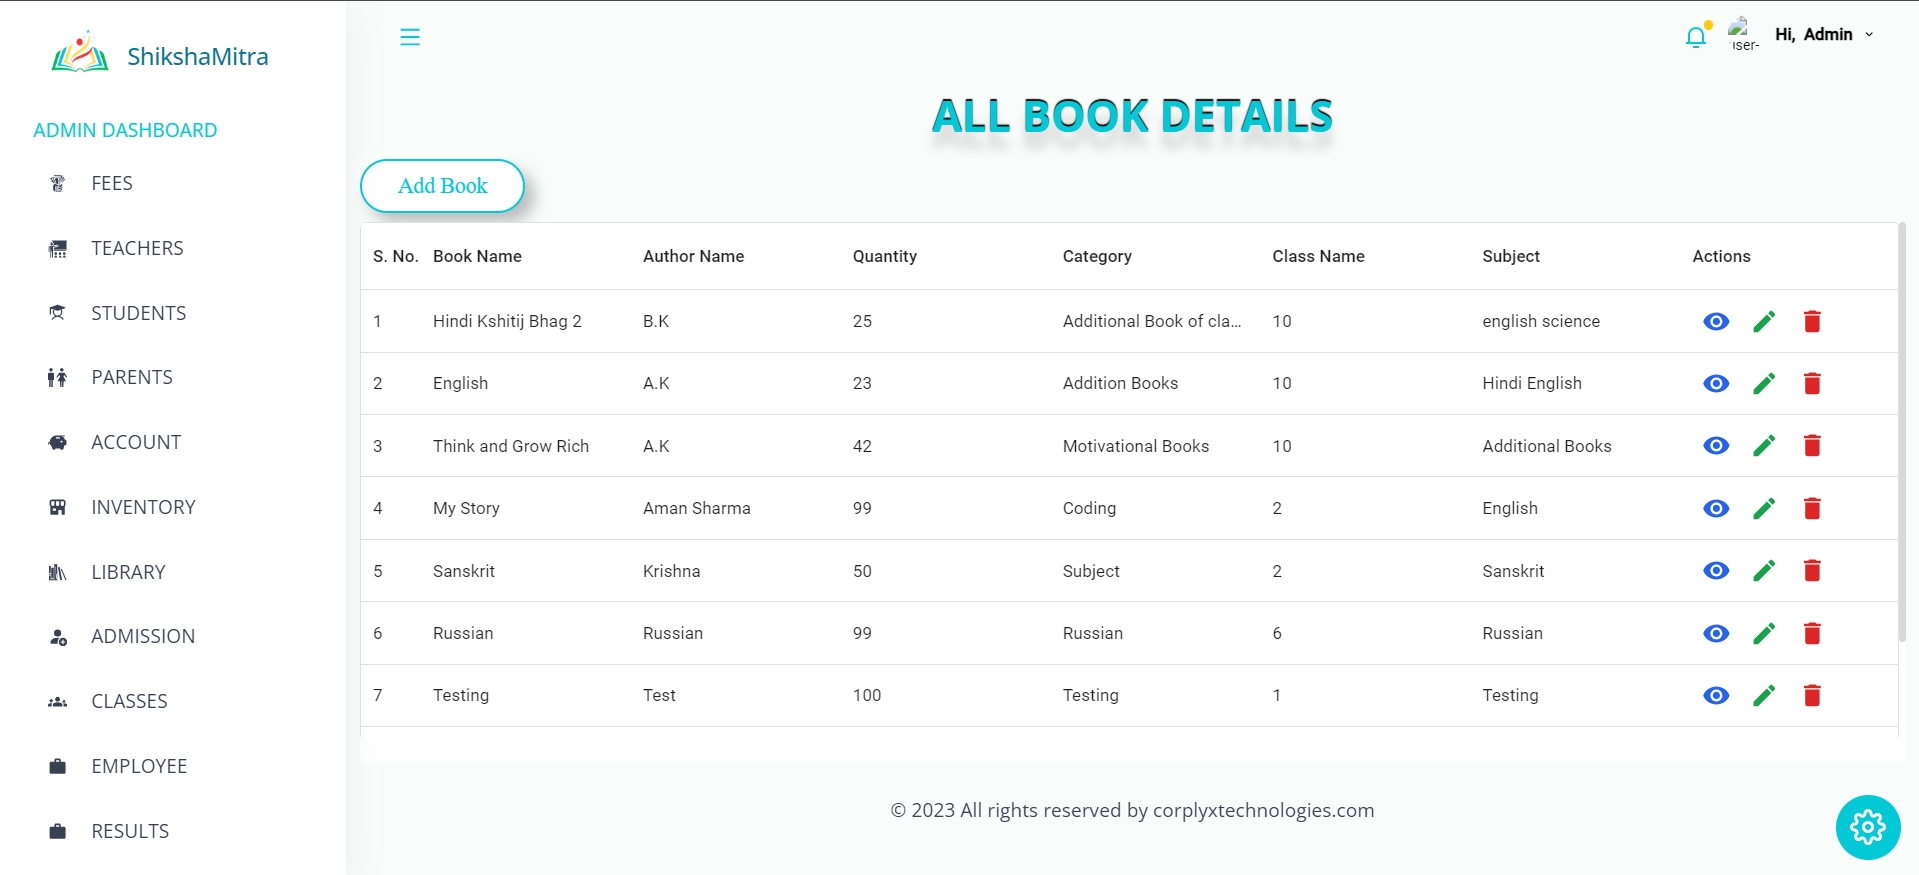 ShikshaMitra
Hi, Admin
user-
ADMIN DASHBOARD
FEES
TEACHERS
STUDENTS
PARENTS
ACCOUNT
INVENTORY
LIBRARY
ADMISSION
CLASSES
EMPLOYEE
RESULTS
ALL BOOK DETAILS
Add Book
S. No. Book Name Author Name Quantity Category Class Name Subject Actions
1 Hindi Kshitij Bhag 2 B.K 25 Additional Book of cla... 10 english science
2 English A.K 23 Addition Books 10 Hindi English
3 Think and Grow Rich A.K 42 Motivational Books 10 Additional Books
4 My Story Aman Sharma 99 Coding 2 English
5 Sanskrit Krishna 50 Subject 2 Sanskrit
6 Russian Russian 99 Russian 6 Russian
7 Testing Test 100 Testing 1 Testing
© 2023 All rights reserved by corplyxtechnologies.com